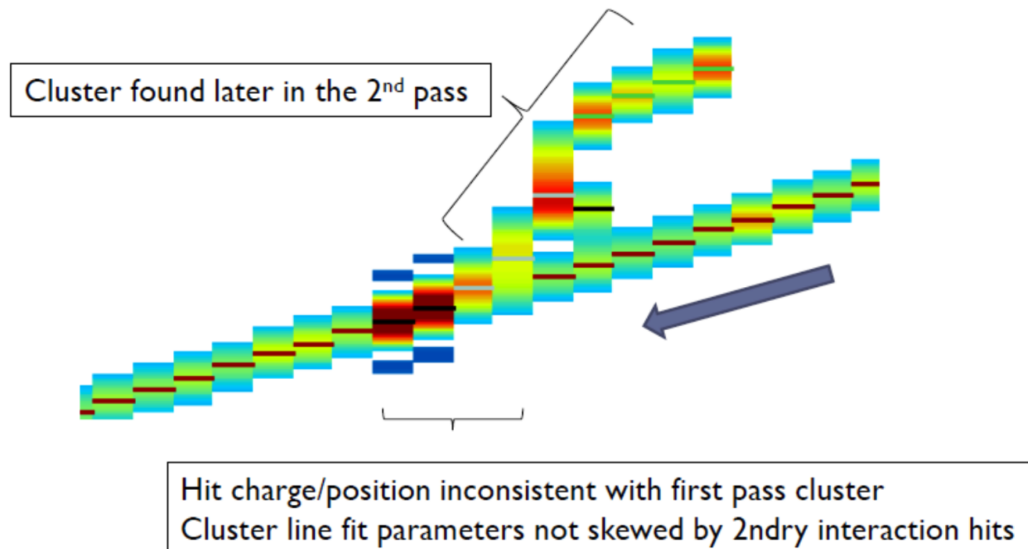 Cluster found later in the 2nd pass
Hit charge/position inconsistent with first pass cluster
Cluster line fit parameters not skewed by 2ndry interaction hits